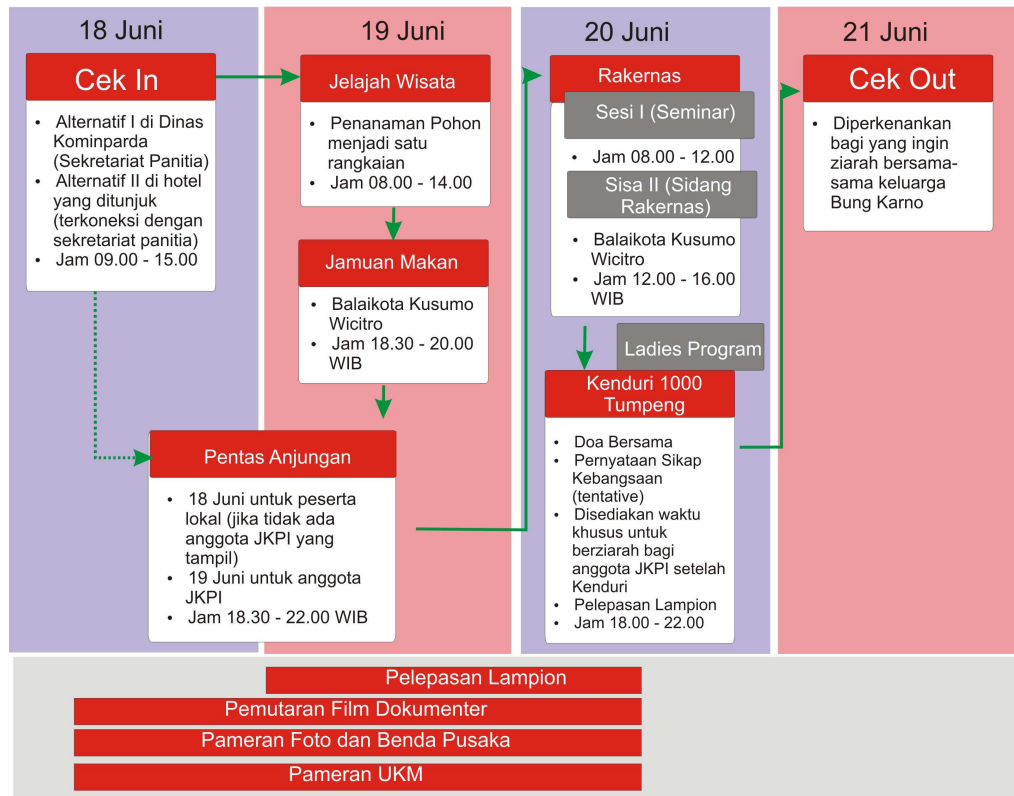 18 Juni
Cek In
• Alternatif I di Dinas
Kominparda
(Sekretariat Panitia)
• Alternatif II di hotel
yang ditunjuk
(terkoneksi dengan
sekretariat panitia)
• Jam 09.00 - 15.00
19 Juni
Jelajah Wisata
• Penanaman Pohon
menjadi satu
rangkaian
• Jam 08.00 - 14.00
Jamuan Makan
• Balaikota Kusumo
Wicitro
• Jam 18.30 - 20.00
WIB
Pentas Anjungan
• 18 Juni untuk peserta
lokal (jika tidak ada
anggota JKPI yang
tampil)
• 19 Juni untuk anggota
JKPI
• Jam 18.30 - 22.00 WIB
20 Juni
Rakernas
Sesi I (Seminar)
• Jam 08.00 - 12.00
Sisa II (Sidang
Rakernas)
• Balaikota Kusumo
Wicitro
• Jam 12.00 - 16.00
WIB
Ladies Program
Kenduri 1000
Tumpeng
• Doa Bersama
• Pernyataan Sikap
Kebangsaan
(tentative)
• Disediakan waktu
khusus untuk
berziarah bagi
anggota JKPI setelah
Kenduri
• Pelepasan Lampion
• Jam 18.00 - 22.00
21 Juni
Cek Out
• Diperkenankan
bagi yang ingin
ziarah bersama-
sama keluarga
Bung Karno
Pelepasan Lampion
Pemutaran Film Dokumenter
Pameran Foto dan Benda Pusaka
Pameran UKM